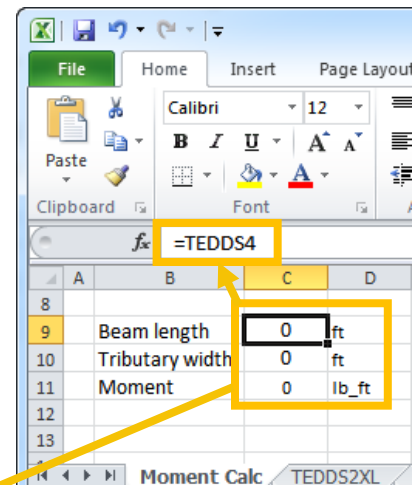 File Home Insert Page Layout
Calibri 12
Paste B I U A A
A
Clipboard Font
fx =TEDDS4
A B C D
8
9 Beam length 0 ft
10 Tributary width 0 ft
11 Moment 0 lb_ft
12
13
Moment Calc TEDDS2XL